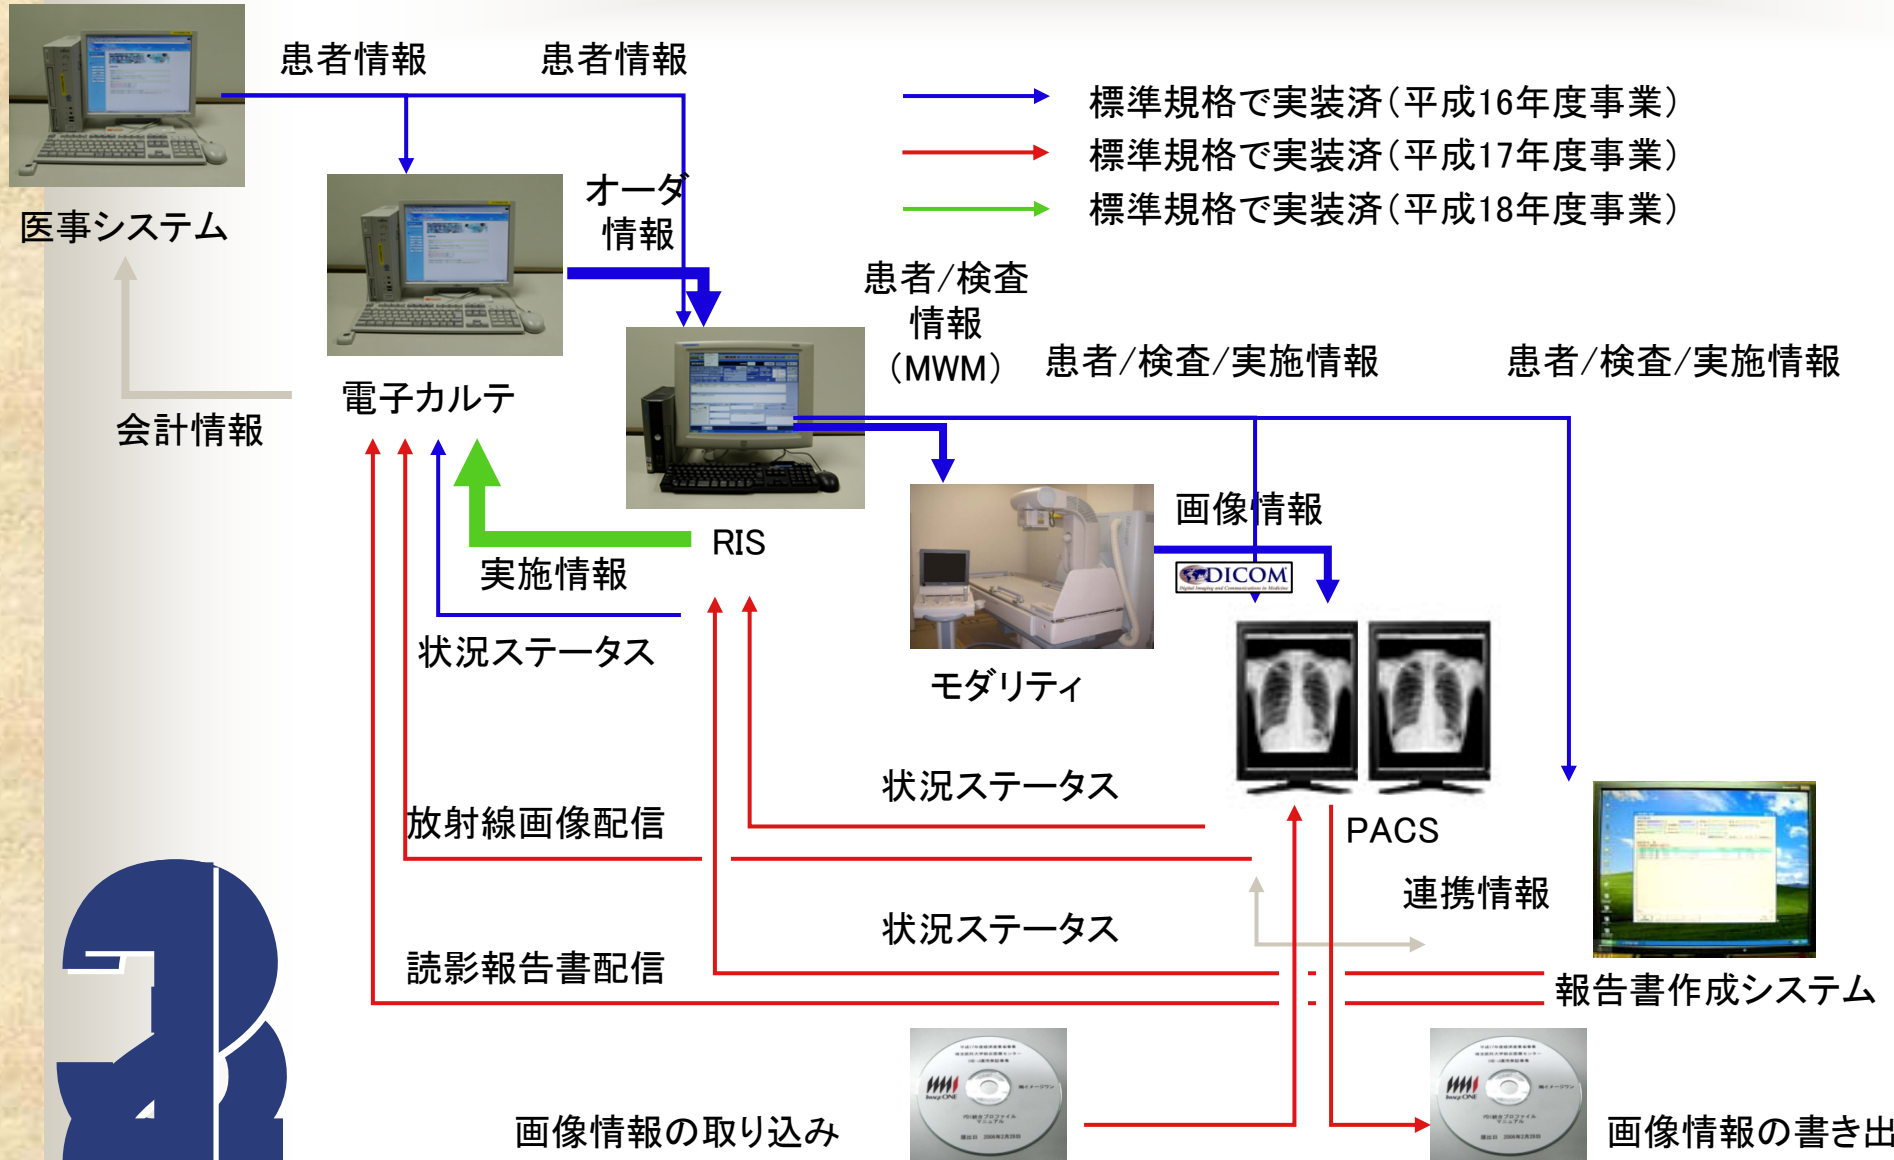 患者情報
患者情報
標準規格で実装済（平成16年度事業）
標準規格で実装済（平成17年度事業）
標準規格で実装済（平成18年度事業）
医事システム
オーダ
情報
患者/検査
情報
（MWM）
患者/検査/実施情報
患者/検査/実施情報
電子カルテ
会計情報
画像情報
RIS
実施情報
DICOM
Digital Imaging and Communications in Medicine
状況ステータス
モダリティ
状況ステータス
放射線画像配信
PACS
連携情報
状況ステータス
読影報告書配信
報告書作成システム
画像情報の取り込み
画像情報の書き出